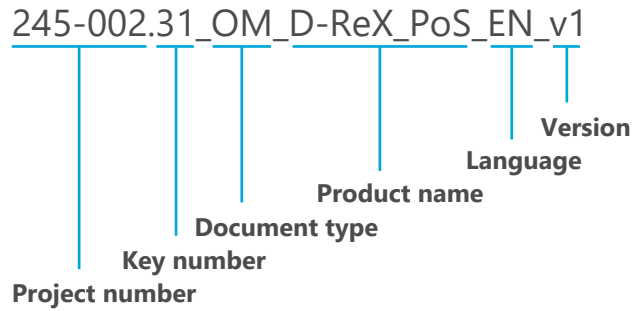 245-002.31_OM_D-ReX_PoS_EN_v1
Version
Language
Product name
Document type
Key number
Project number